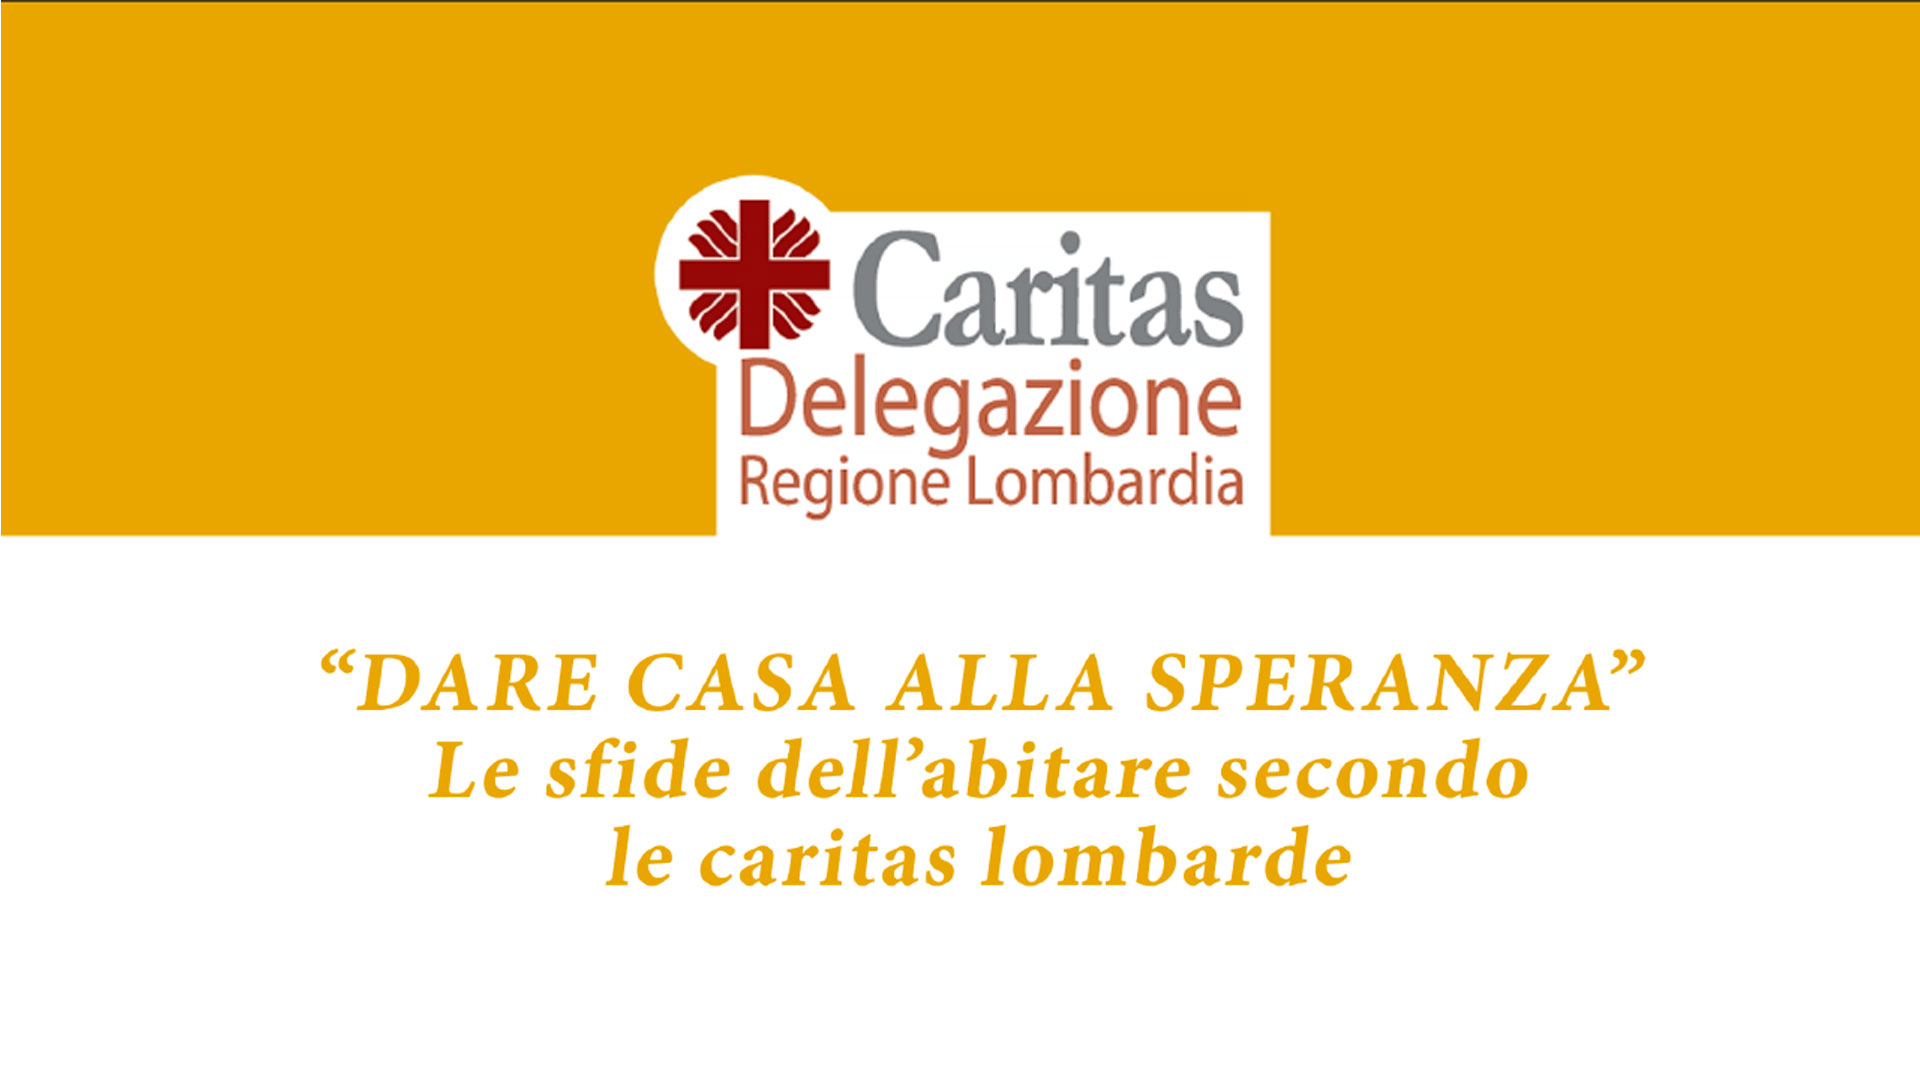 Caritas
Delegazione
Regione Lombardia
“DARE CASA ALLA SPERANZA”
Le sfide dell’abitare secondo
le caritas lombarde